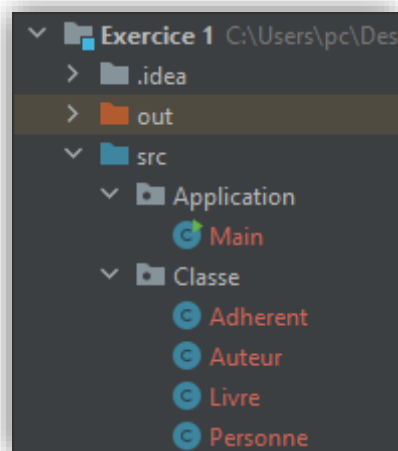 Exercice 1 C:\Users\pc\Des
.idea
out
src
Application
Main
Classe
Adherent
Auteur
Livre
Personne